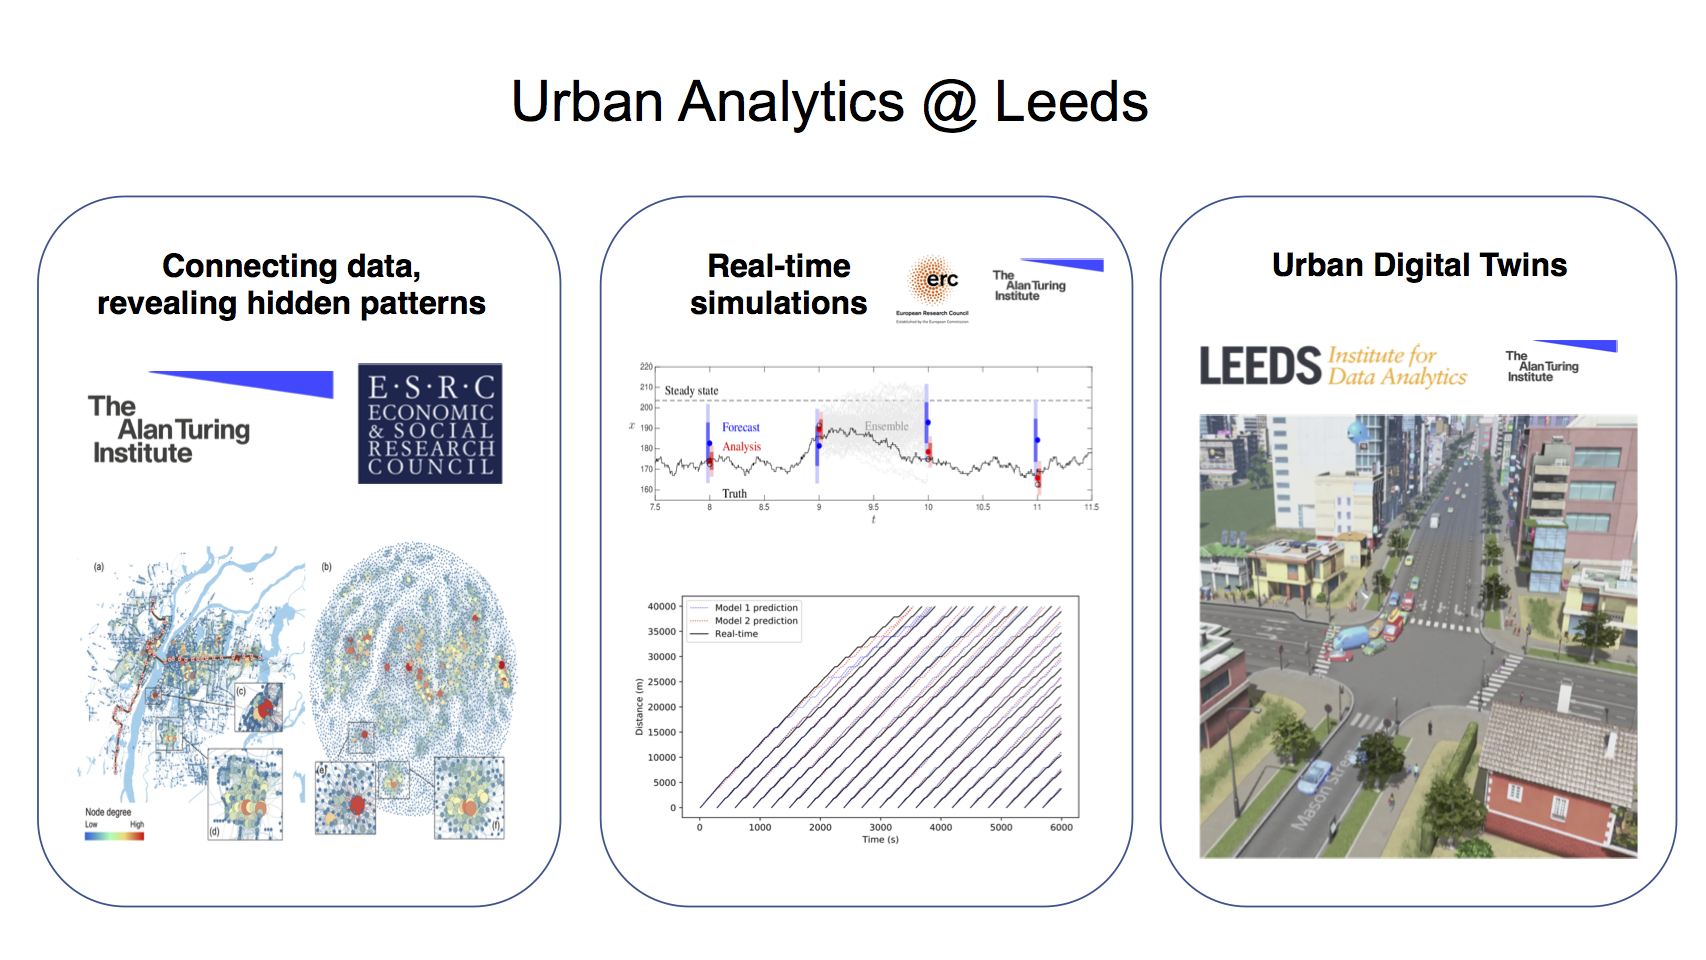 Urban Analytics @ Leeds
Connecting data,
revealing hidden patterns
The
Alan Turing
Institute
E·S·R·C
ECONOMIC
& SOCIAL
RESEARCH
COUNCIL
(a)
(b)
(c)
(d)
(e)
(f)
Node degree
Low High
Real-time
simulations
erc
European Research Council
Established by the European Commission
The
Alan Turing
Institute
220
210
200
190
180
170
160
x
Steady state
Forecast
Analysis
Ensemble
Truth
7.5 8 8.5 9 9.5 10 10.5 11 11.5
t
40000
35000
30000
25000
20000
15000
10000
5000
0
Distance (m)
Model 1 prediction
Model 2 prediction
Real-time
0 1000 2000 3000 4000 5000 6000
Time (s)
Urban Digital Twins
LEEDS Institute for
Data Analytics
The
Alan Turing
Institute
Mason Street